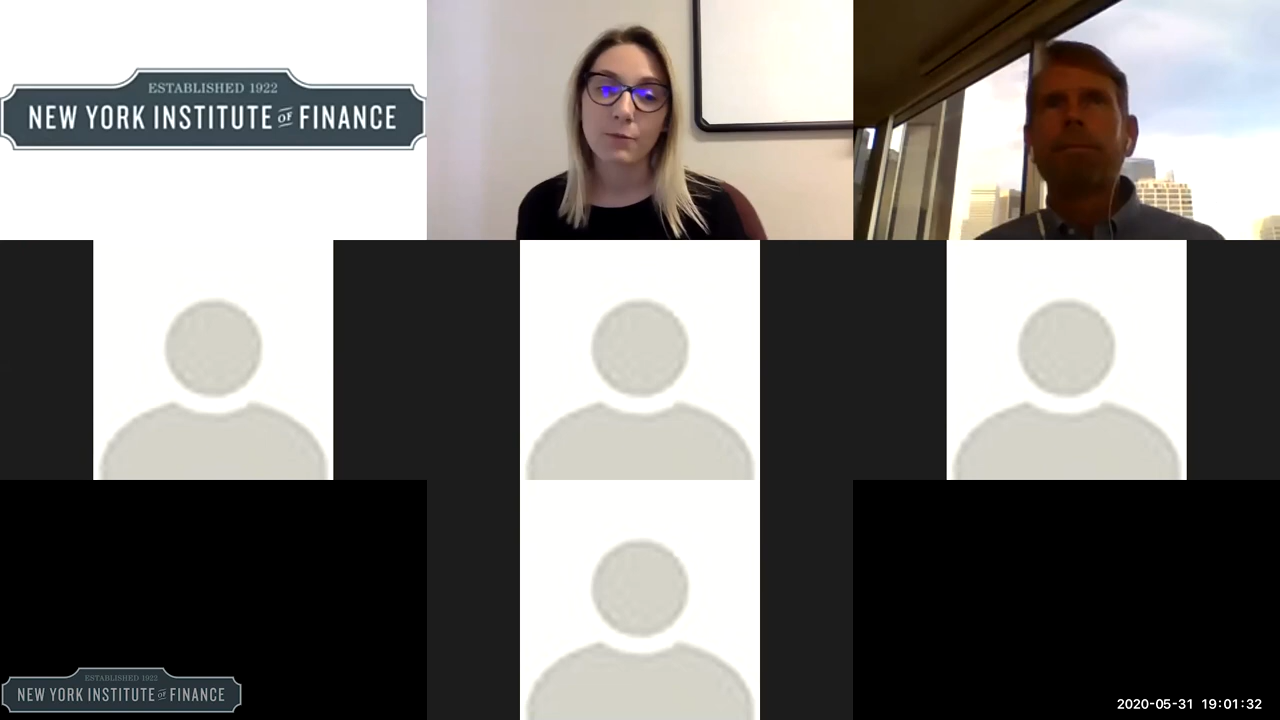 ESTABLISHED 1922
NEW YORK INSTITUTE OF FINANCE
ESTABLISHED 1922
NEW YORK INSTITUTE OF FINANCE
2020-05-31 19:01:32